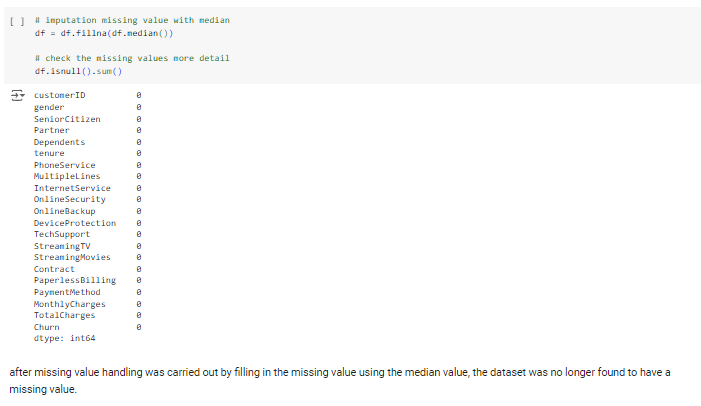 [ ] # imputation missing value with median
df = df.fillna(df.median())
# check the missing values more detail
df.isnull().sum()
customerID 0
gender 0
SeniorCitizen 0
Partner 0
Dependents 0
tenure 0
PhoneService 0
MultipleLines 0
InternetService 0
OnlineSecurity 0
OnlineBackup 0
DeviceProtection 0
TechSupport 0
StreamingTV 0
StreamingMovies 0
Contract 0
PaperlessBilling 0
PaymentMethod 0
MonthlyCharges 0
TotalCharges 0
Churn 0
dtype: int64
after missing value handling was carried out by filling in the missing value using the median value, the dataset was no longer found to have a
missing value.